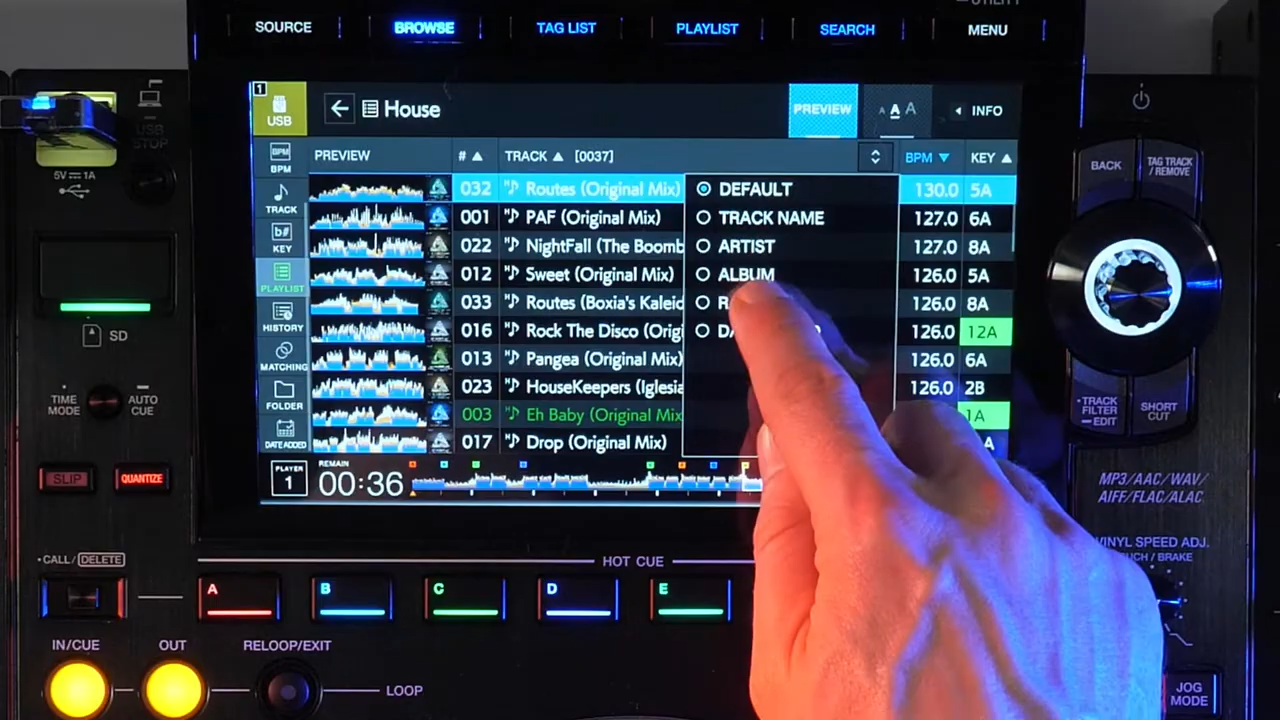 UTILITY
SOURCE
BROWSE
TAG LIST
PLAYLIST
SEARCH
MENU
1
USB
House
PREVIEW
A A A
INFO
USB
STOP
5V 1A
BPM
BPM
PREVIEW
# ▲
TRACK ▲ [0037]
BPM ▼
KEY ▲
TRACK
b#
KEY
PLAYLIST
HISTORY
MATCHING
FOLDER
DATE ADDED
032 Routes (Original Mix) 130.0 5A
001 PAF (Original Mix) 127.0 6A
022 NightFall (The Boomb 127.0 8A
012 Sweet (Original Mix) 126.0 5A
033 Routes (Boxia's Kaleid 126.0 8A
016 Rock The Disco (Orig 126.0 12A
013 Pangea (Original Mix) 126.0 6A
023 HouseKeepers (Iglesia 126.0 2B
003 Eh Baby (Original Mix 1A
017 Drop (Original Mix)
DEFAULT
TRACK NAME
ARTIST
ALBUM
PLAYER
1
REMAIN
00:36
SD
TIME
MODE
AUTO
CUE
SLIP
QUANTIZE
CALL/DELETE
BACK
TAG TRACK
/REMOVE
TRACK
FILTER
EDIT
SHORT
CUT
MP3/AAC/WAV/
AIFF/FLAC/ALAC
VINYL SPEED ADJ.
TOUCH/BRAKE
HOT CUE
A
B
C
D
E
IN/CUE
OUT
RELOOP/EXIT
LOOP
JOG
MODE